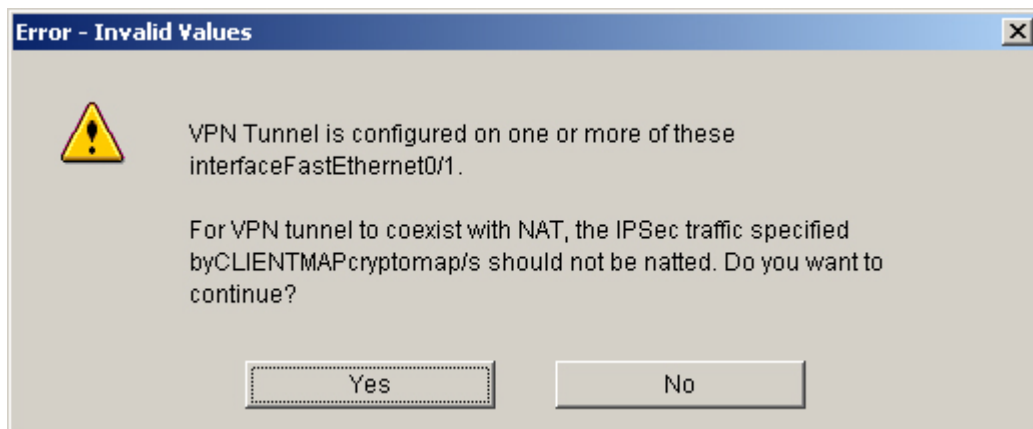 Error - Invalid Values
VPN Tunnel is configured on one or more of these
interfaceFastEthernet0/1.
For VPN tunnel to coexist with NAT, the IPSec traffic specified
byCLIENTMAPcryptomap/s should not be natted. Do you want to
continue?
Yes
No